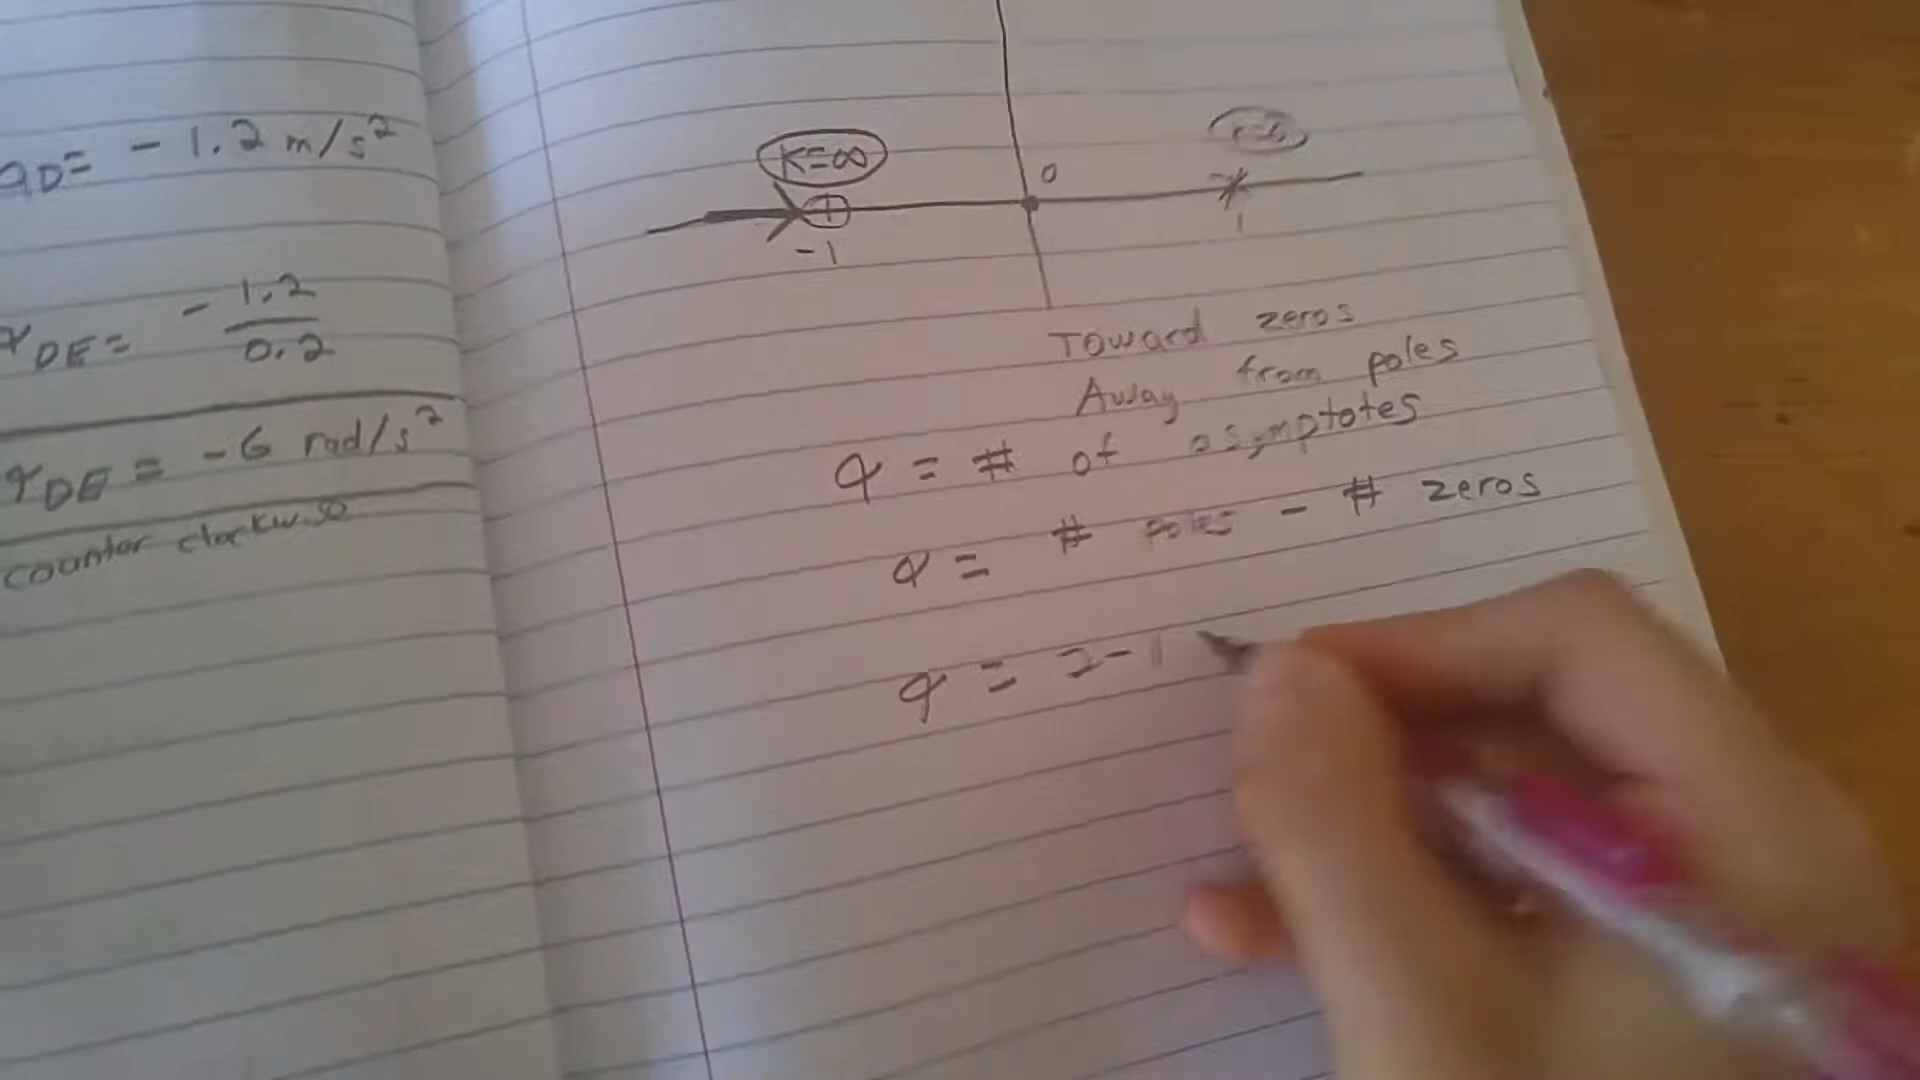 aD = - 1.2 m/s²
αDE = - 1.2 / 0.2
αDE = -6 rad/s²
counter clockwise
K=∞
0
-1
1
Toward zeros
Away from poles
α = # of asymptotes
α = # poles - # zeros
α = 2-1